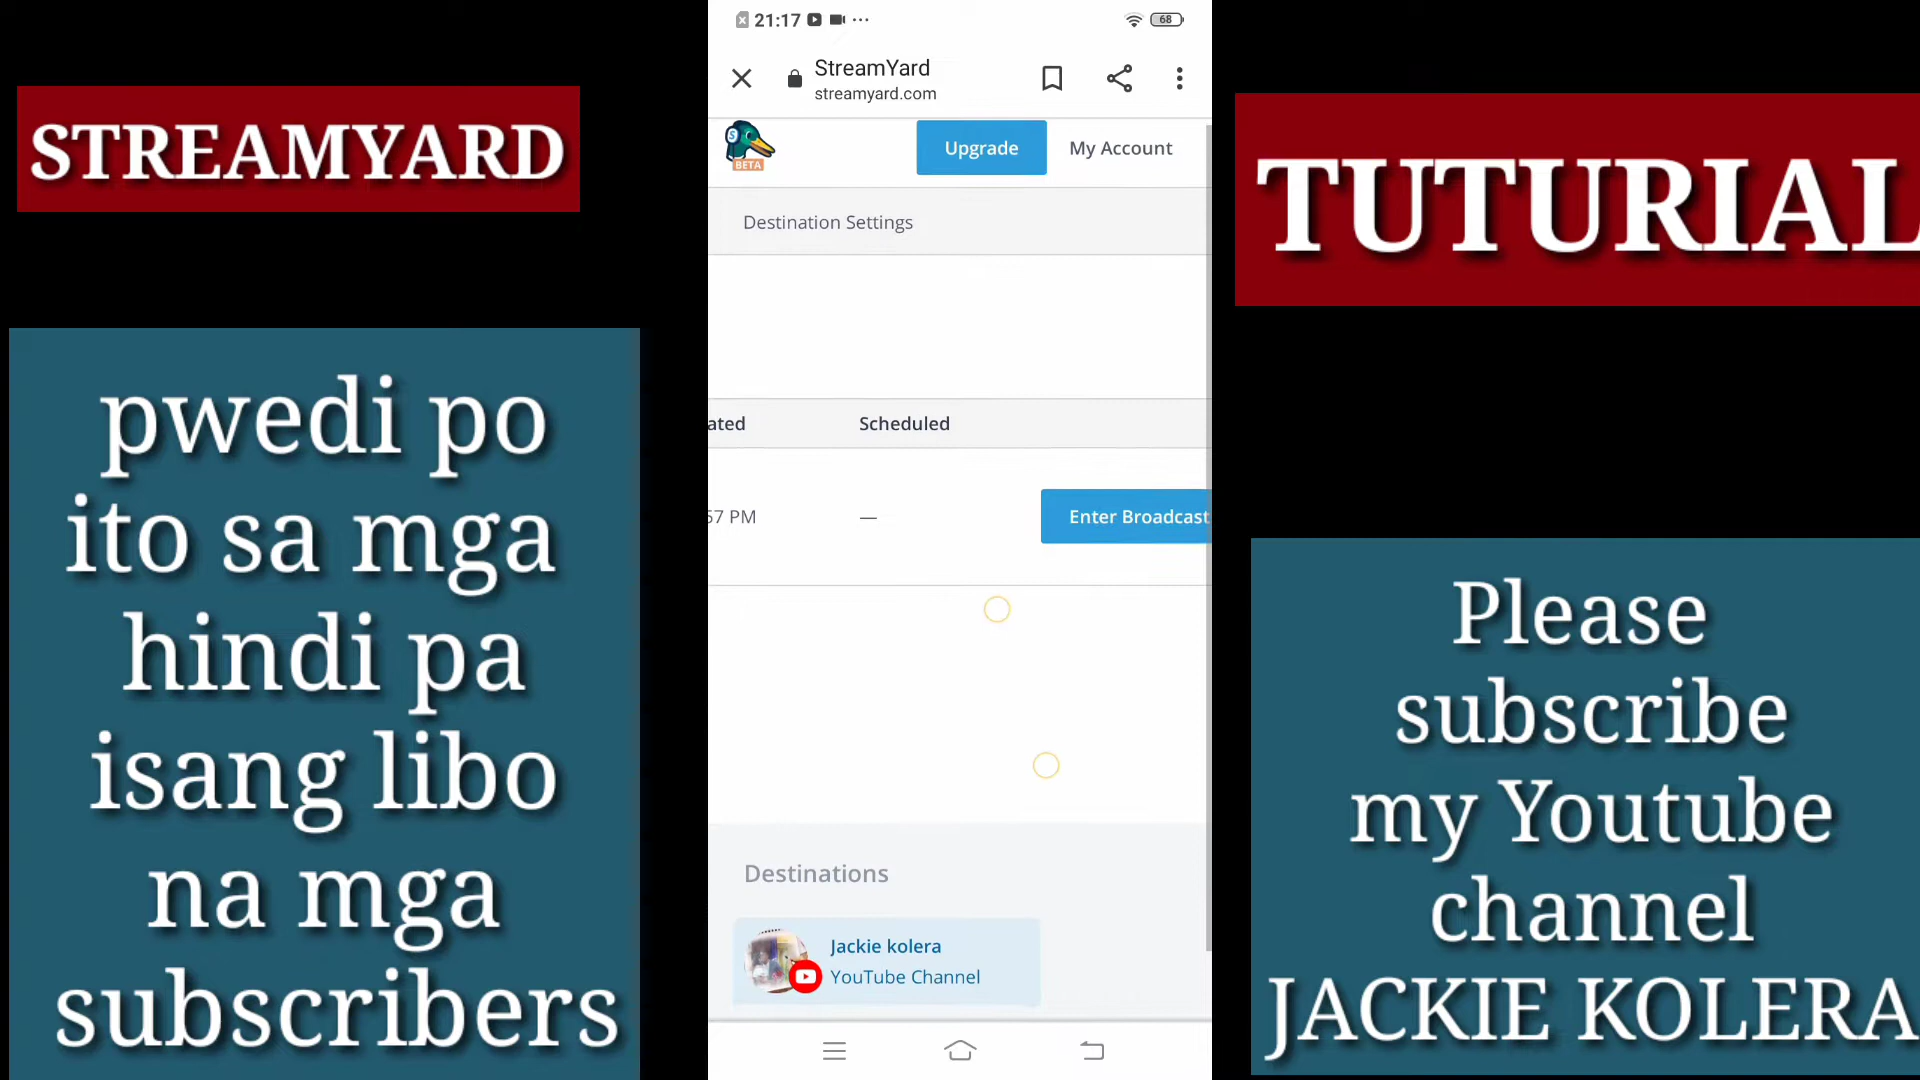 STREAMYARD
pwedi po
ito sa mga
hindi pa
isang libo
na mga
subscribers
21:17
68
StreamYard
streamyard.com
BETA
Upgrade
My Account
Destination Settings
ated
Scheduled
57 PM
—
Enter Broadcast
Destinations
Jackie kolera
YouTube Channel
TUTURIAL
Please
subscribe
my Youtube
channel
JACKIE KOLERA